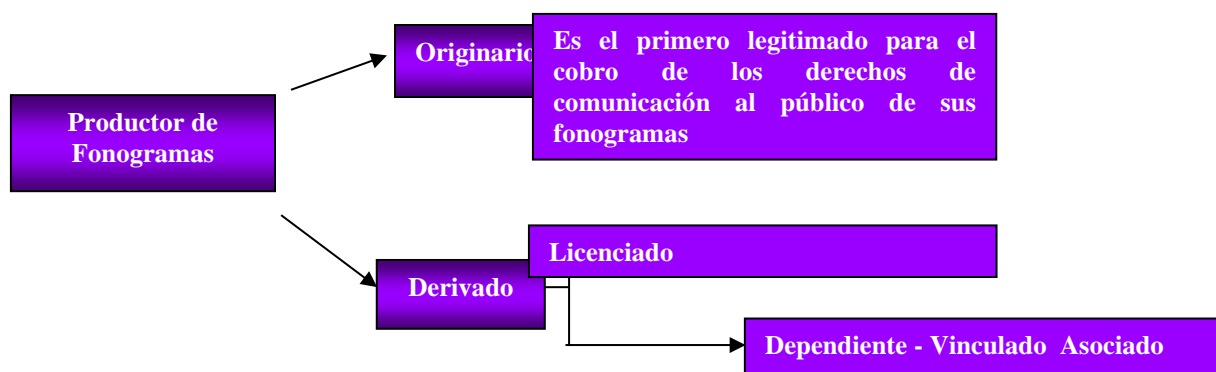 Productor de
Fonogramas
Originario
Es el primero legitimado para el
cobro de los derechos de
comunicación al público de sus
fonogramas
Derivado
Licenciado
Dependiente - Vinculado Asociado